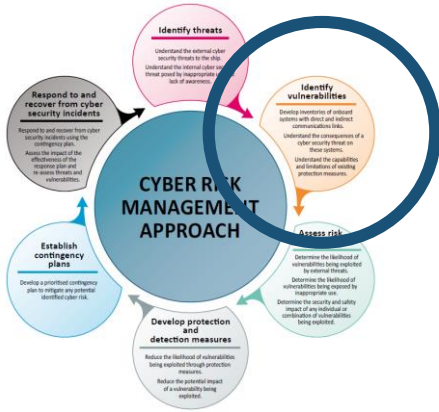 Identify threats
Understand the external cyber
security threats to the ship.
Understand the internal cyber secu
threat posed by inappropriate u
lack of awareness.
Identify
vulnerabilities
Develop inventories of onboard
systems with direct and indirect
communications links.
Understand the consequences of a
cyber security threat on
these systems.
Understand the capabilities
and limitations of existing
protection measures.
Assess risk
Determine the likelihood of
vulnerabilities being exploited
by external threats.
Determine the likelihood of
vulnerabilities being exposed by
inappropriate use.
Determine the security and safety
impact of any individual or
combination of vulnerabilities
being exploited.
Develop protection
and
detection measures
Reduce the likelihood of vulnerabilities
being exploited through protection
measures.
Reduce the potential impact
of a vulnerability being
exploited.
Establish
contingency
plans
Develop a prioritised contingency
plan to mitigate any potential
identified cyber risk.
Respond to and
recover from cyber
security incidents
Respond to and recover from cyber
security incidents using the
contingency plan.
Assess the impact of the
effectiveness of the
response plan and
re-assess threats and
vulnerabilities.
CYBER RISK
MANAGEMENT
APPROACH